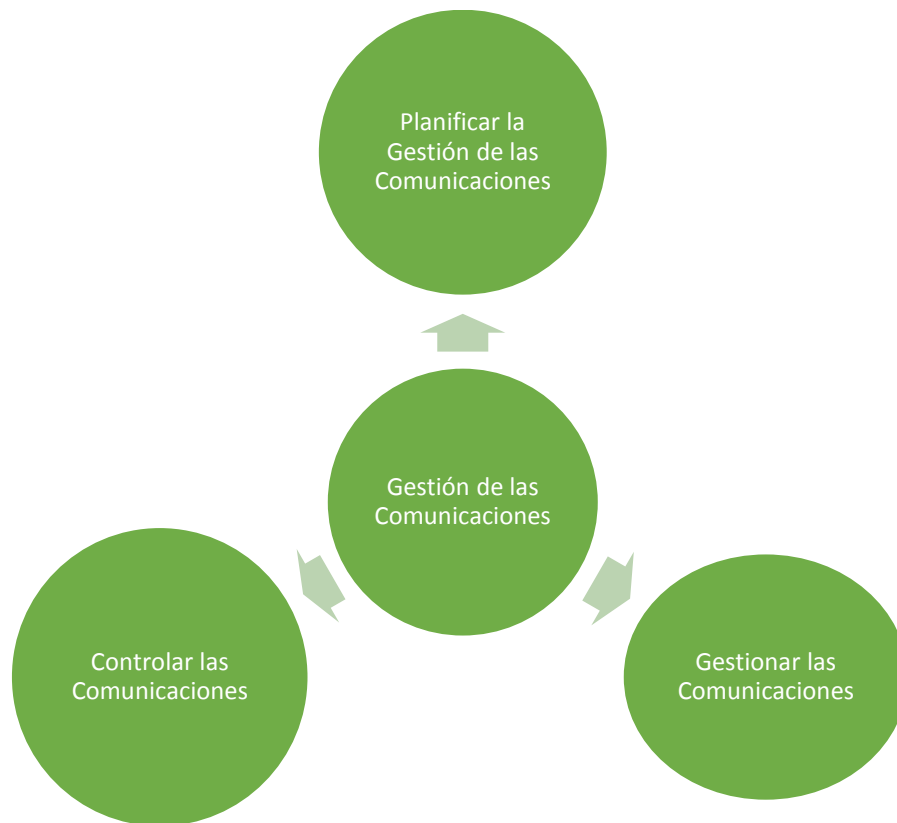 Planificar la
Gestión de las
Comunicaciones
Gestión de las
Comunicaciones
Controlar las
Comunicaciones
Gestionar las
Comunicaciones